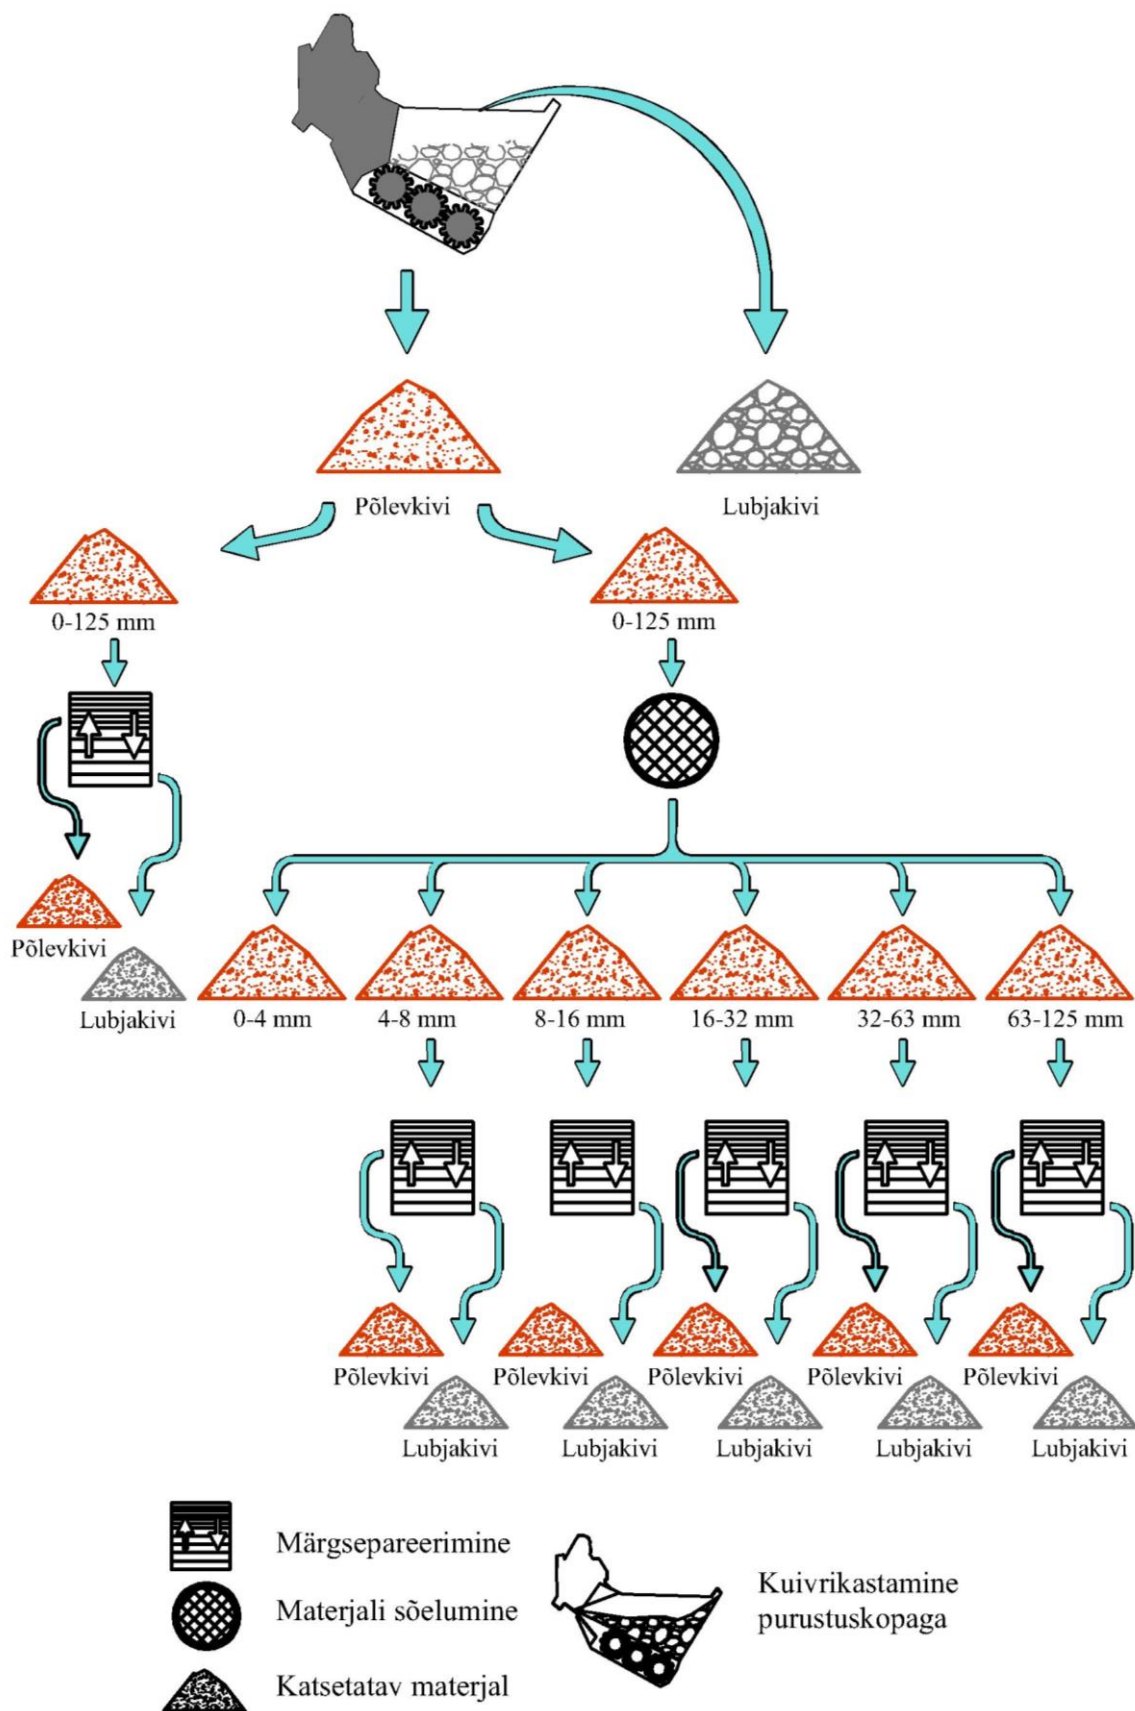 Põlevkivi
Lubjakivi
0-125 mm
0-125 mm
Põlevkivi
Lubjakivi
0-4 mm
4-8 mm
8-16 mm
16-32 mm
32-63 mm
63-125 mm
Põlevkivi
Põlevkivi
Põlevkivi
Põlevkivi
Põlevkivi
Lubjakivi
Lubjakivi
Lubjakivi
Lubjakivi
Lubjakivi
Märgsepareerimine
Materjali sõelumine
Katsetatav materjal
Kuivrikastamine
purustuskopaga